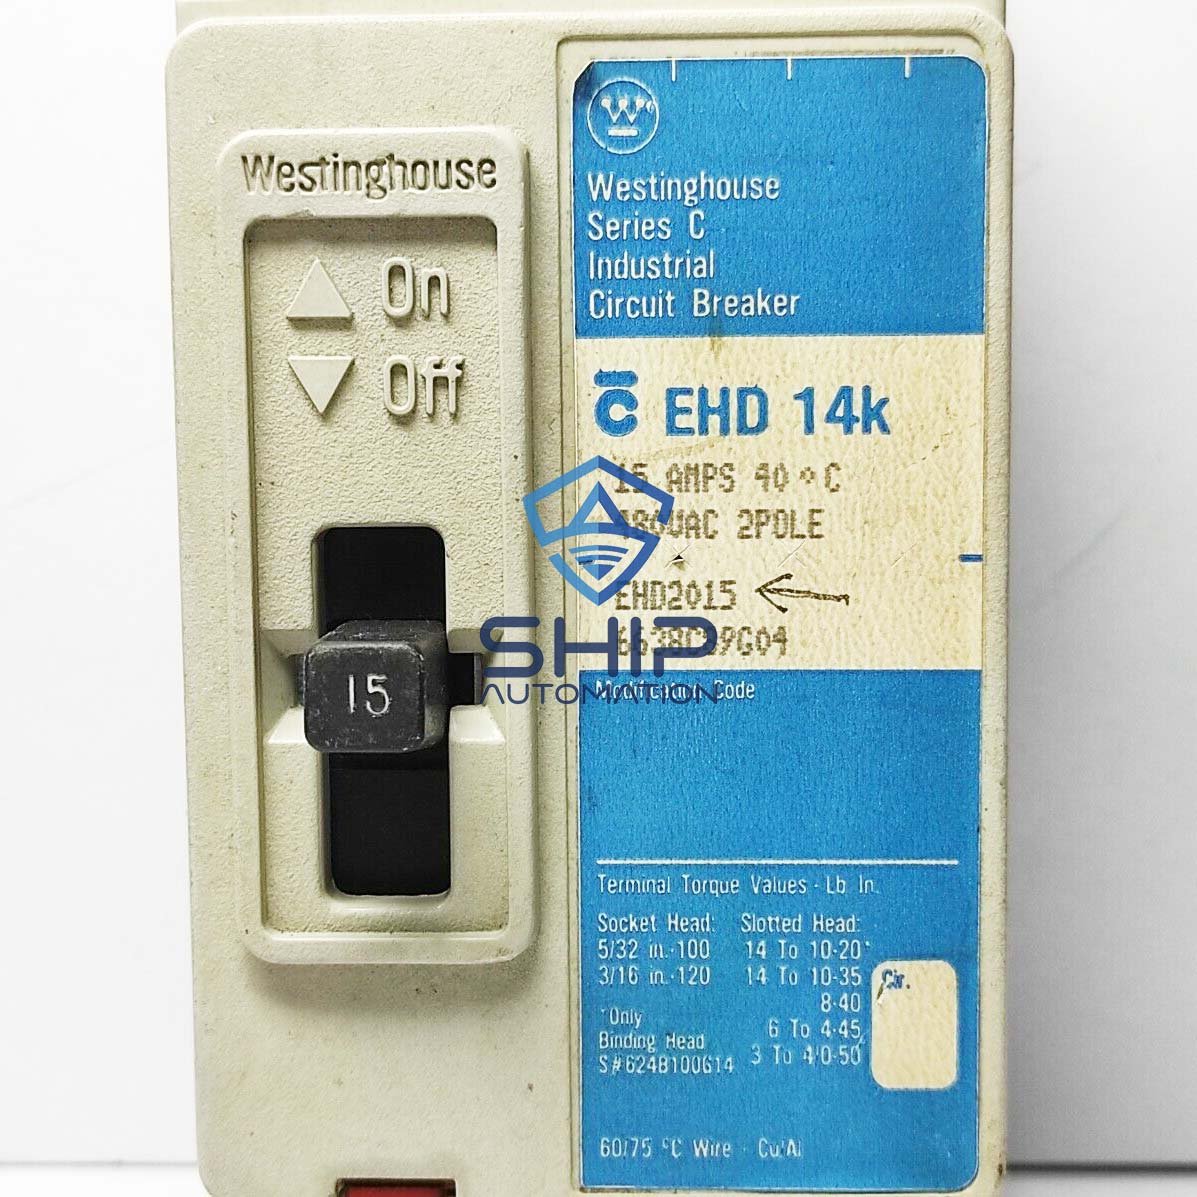 Westinghouse
On
Off
15
W
Westinghouse
Series C
Industrial
Circuit Breaker
C EHD 14k
15 AMPS 40°C
2POLE
EHD2015
SHIP
AUTOMATION
Modification Code
Terminal Torque Values - Lb In.
Socket Head: Slotted Head:
5/32 in.-100 14 To 10-20*
3/16 in.-120 14 To 10-35
Cir.
8-40
*Only 6 To 4-45
Binding Head 3 To 4/0-50
S#624B100G14
60/75 °C Wire - Cu/Al